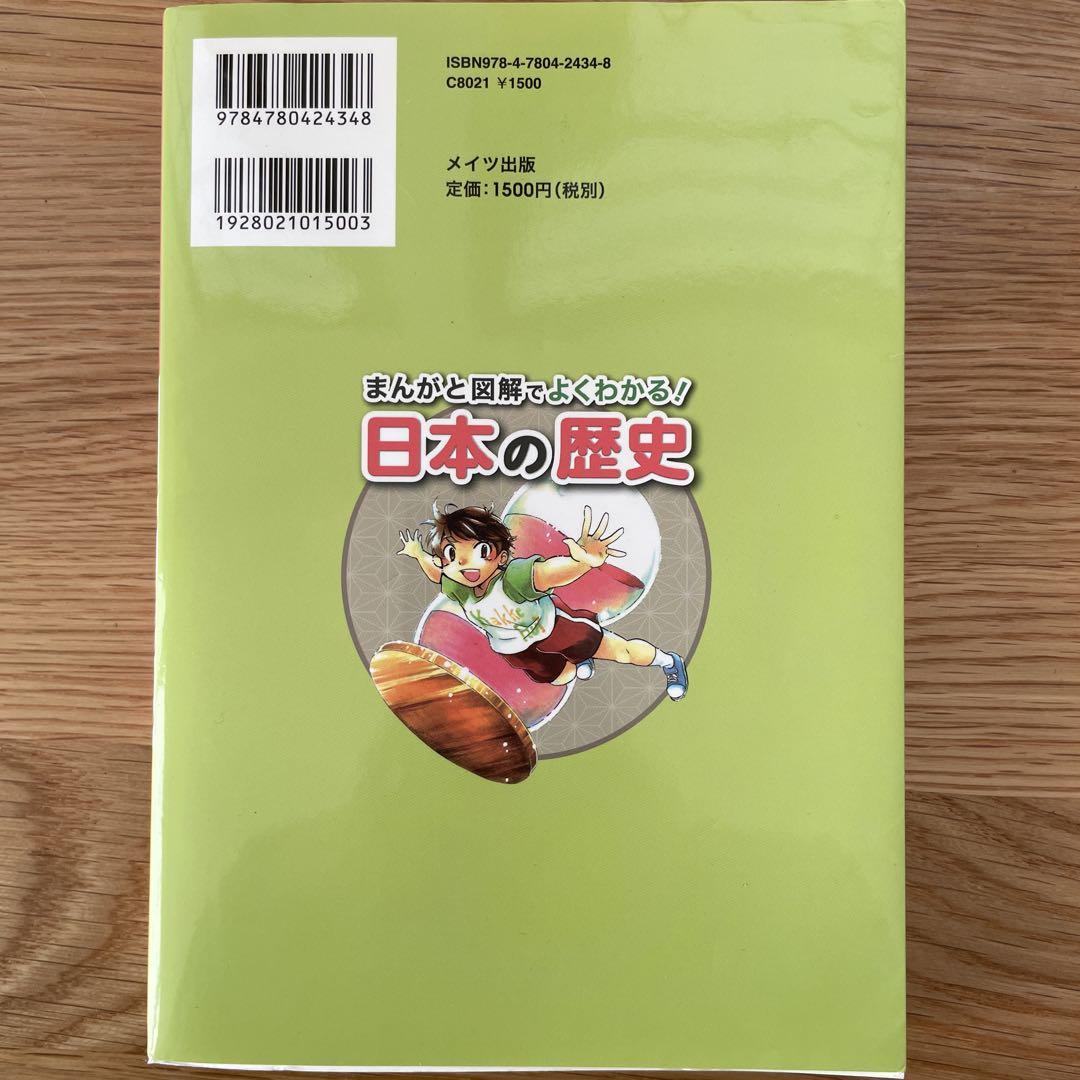 9784780424348
1928021015003
ISBN978-4-7804-2434-8
C8021 ¥1500
メイツ出版
定価：1500円（税別）
まんがと図解でよくわかる！
日本の歴史
Kakke